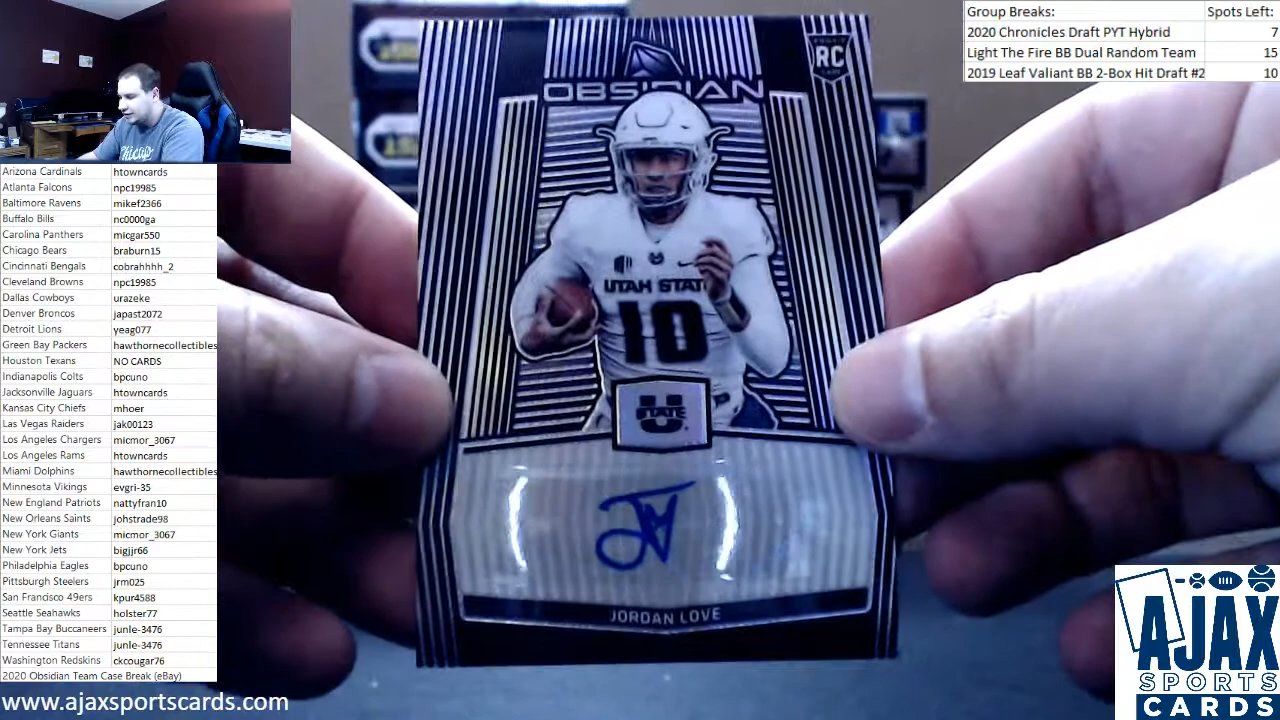 Group Breaks: Spots Left:
2020 Chronicles Draft PYT Hybrid 7
Light The Fire BB Dual Random Team 15
2019 Leaf Valiant BB 2-Box Hit Draft #2 10
RC
OBSIDIAN
UTAH STATE
10
U STATE
JORDAN LOVE
Chicago
Arizona Cardinals htowncards
Atlanta Falcons npc19985
Baltimore Ravens mikef2366
Buffalo Bills nc0000ga
Carolina Panthers micgar550
Chicago Bears braburn15
Cincinnati Bengals cobrahhhh_2
Cleveland Browns npc19985
Dallas Cowboys urazeke
Denver Broncos japast2072
Detroit Lions yeag077
Green Bay Packers hawthornecollectibles
Houston Texans NO CARDS
Indianapolis Colts bpcuno
Jacksonville Jaguars htowncards
Kansas City Chiefs mhoer
Las Vegas Raiders jak00123
Los Angeles Chargers micmor_3067
Los Angeles Rams htowncards
Miami Dolphins hawthornecollectibles
Minnesota Vikings evgri-35
New England Patriots nattyfran10
New Orleans Saints johstrade98
New York Giants micmor_3067
New York Jets bigjjr66
Philadelphia Eagles bpcuno
Pittsburgh Steelers jrm025
San Francisco 49ers kpur4588
Seattle Seahawks holster77
Tampa Bay Buccaneers junle-3476
Tennessee Titans junle-3476
Washington Redskins ckcougar76
2020 Obsidian Team Case Break (eBay)
www.ajaxsportscards.com
AJAX
SPORTS
CARDS